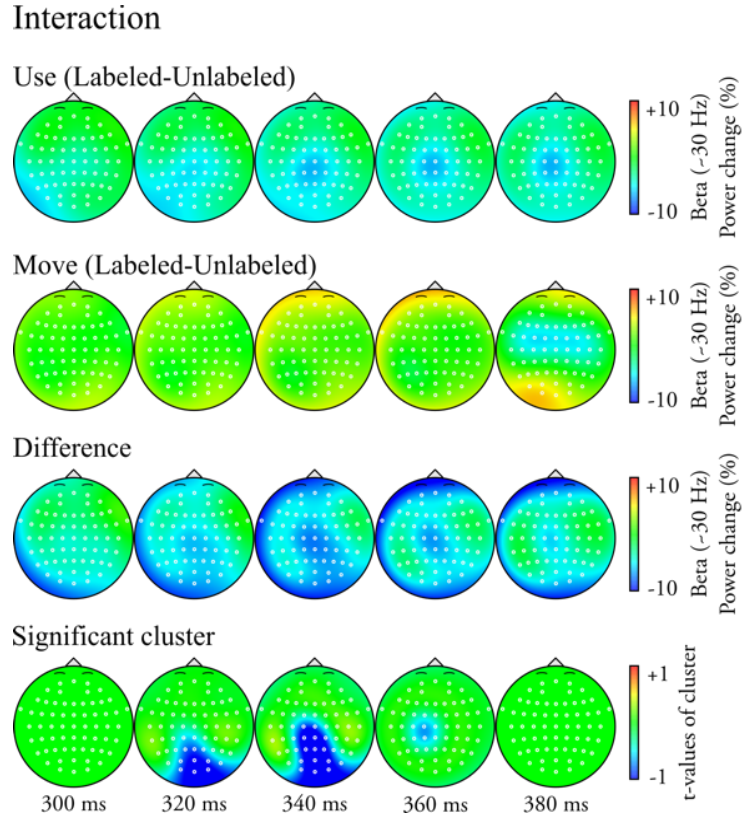 Interaction
Use (Labeled-Unlabeled)
+10
-10
Beta (~30 Hz)
Power change (%)
Move (Labeled-Unlabeled)
+10
-10
Beta (~30 Hz)
Power change (%)
Difference
+10
-10
Beta (~30 Hz)
Power change (%)
Significant cluster
+1
-1
t-values of cluster
300 ms 320 ms 340 ms 360 ms 380 ms